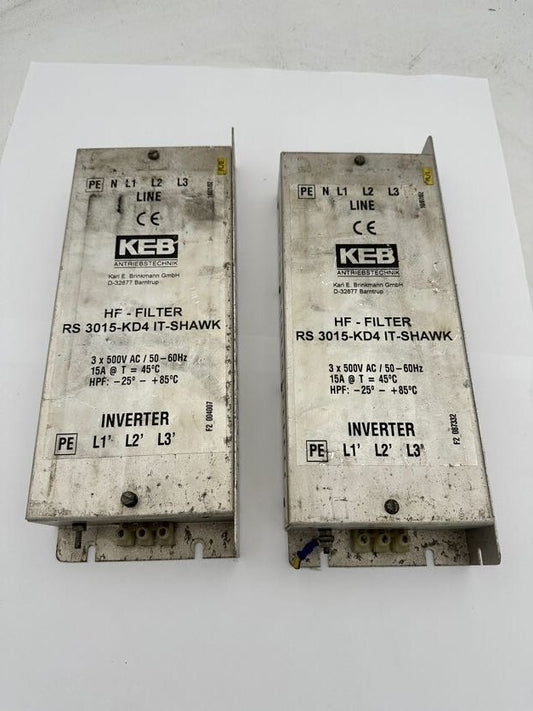 PE N L1 L2 L3
LINE
CE
KEB
ANTRIEBSTECHNIK
Karl E. Brinkmann GmbH
D-32677 Barntrup
HF - FILTER
RS 3015-KD4 IT-SHAWK
3 x 500V AC / 50-60Hz
15A @ T = 45°C
HPF: -25° - +85°C
INVERTER
PE L1' L2' L3'
F2_004007
PE N L1 L2 L3
LINE
CE
KEB
ANTRIEBSTECHNIK
Karl E. Brinkmann GmbH
D-32677 Barntrup
HF - FILTER
RS 3015-KD4 IT-SHAWK
3 x 500V AC / 50-60Hz
15A @ T = 45°C
HPF: -25° - +85°C
INVERTER
PE L1' L2' L3'
F2_087332